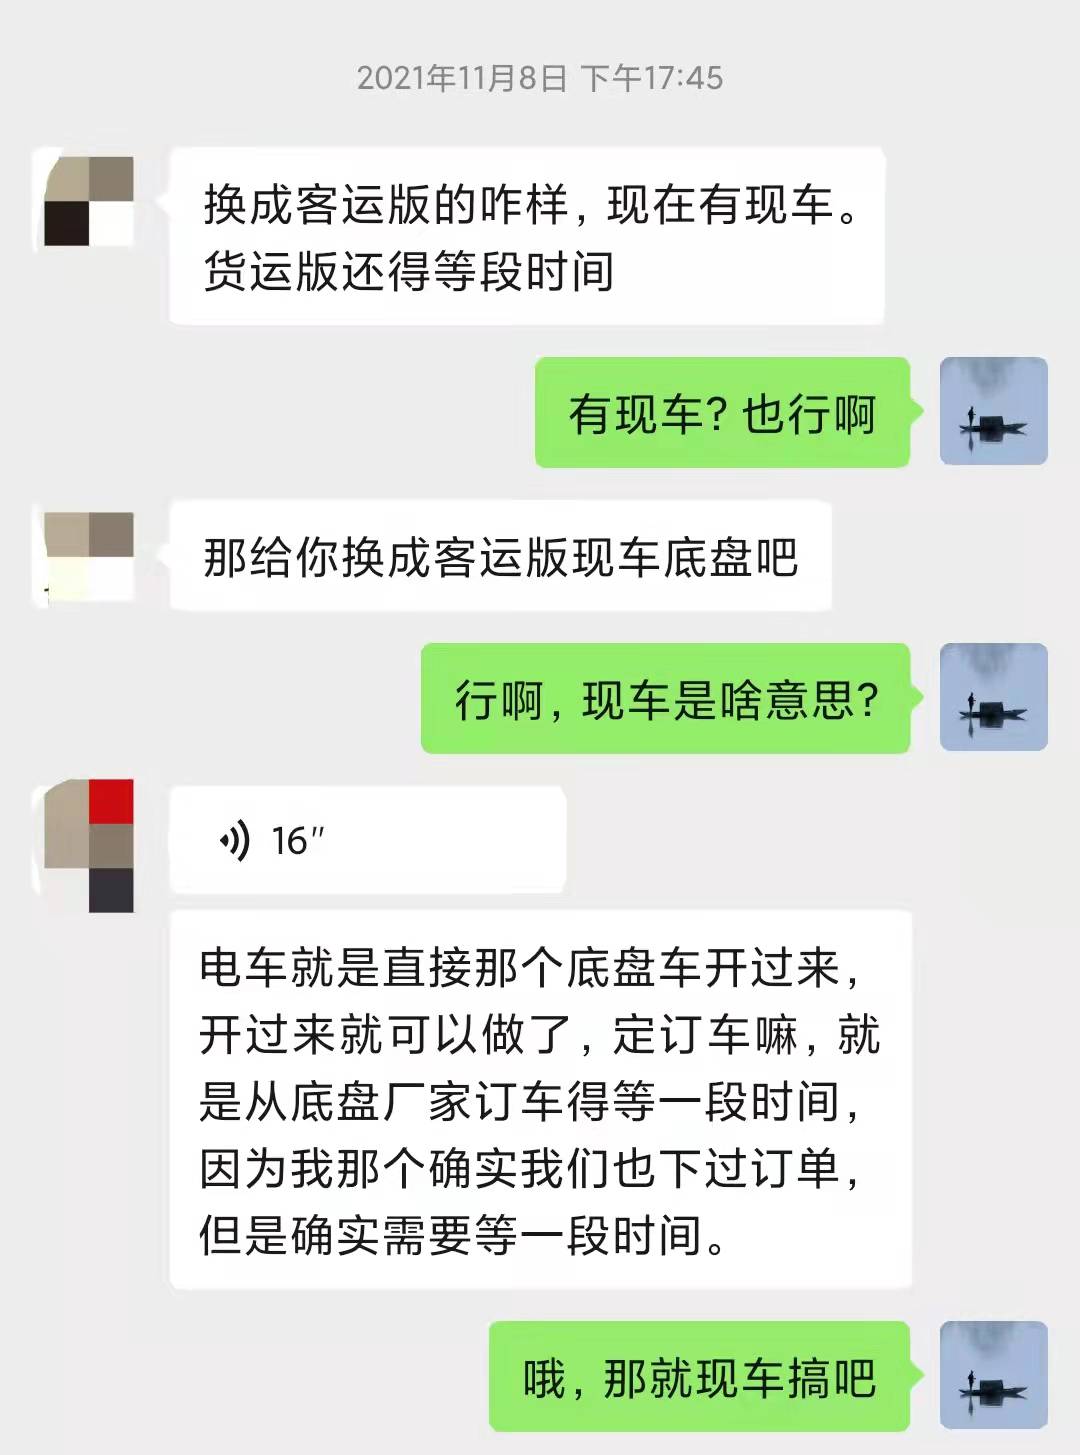 2021年11月8日 下午17:45
换成客运版的咋样，现在有现车。
货运版还得等段时间
有现车？也行啊
那给你换成客运版现车底盘吧
行啊，现车是啥意思？
16"
电车就是直接那个底盘车开过来，
开过来就可以做了，定订车嘛，就
是从底盘厂家订车得等一段时间，
因为我那个确实我们也下过订单，
但是确实需要等一段时间。
哦，那就现车搞吧